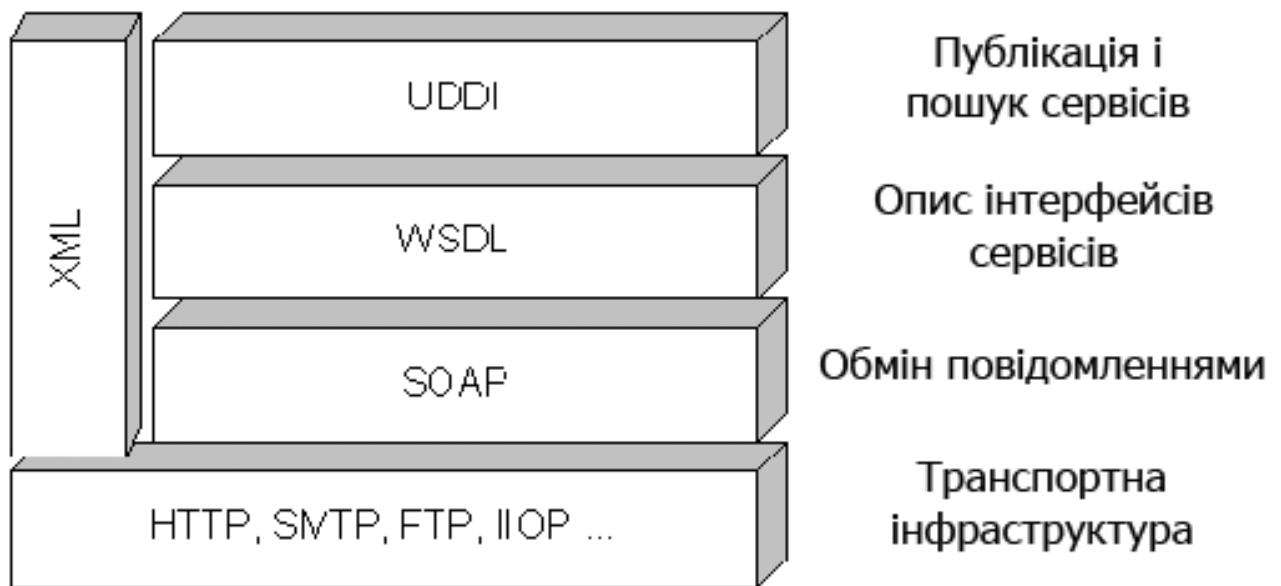 XML
UDDI
Публікація і
пошук сервісів
WSDL
Опис інтерфейсів
сервісів
SOAP
Обмін повідомленнями
HTTP, SMTP, FTP, IIOP ...
Транспортна
інфраструктура